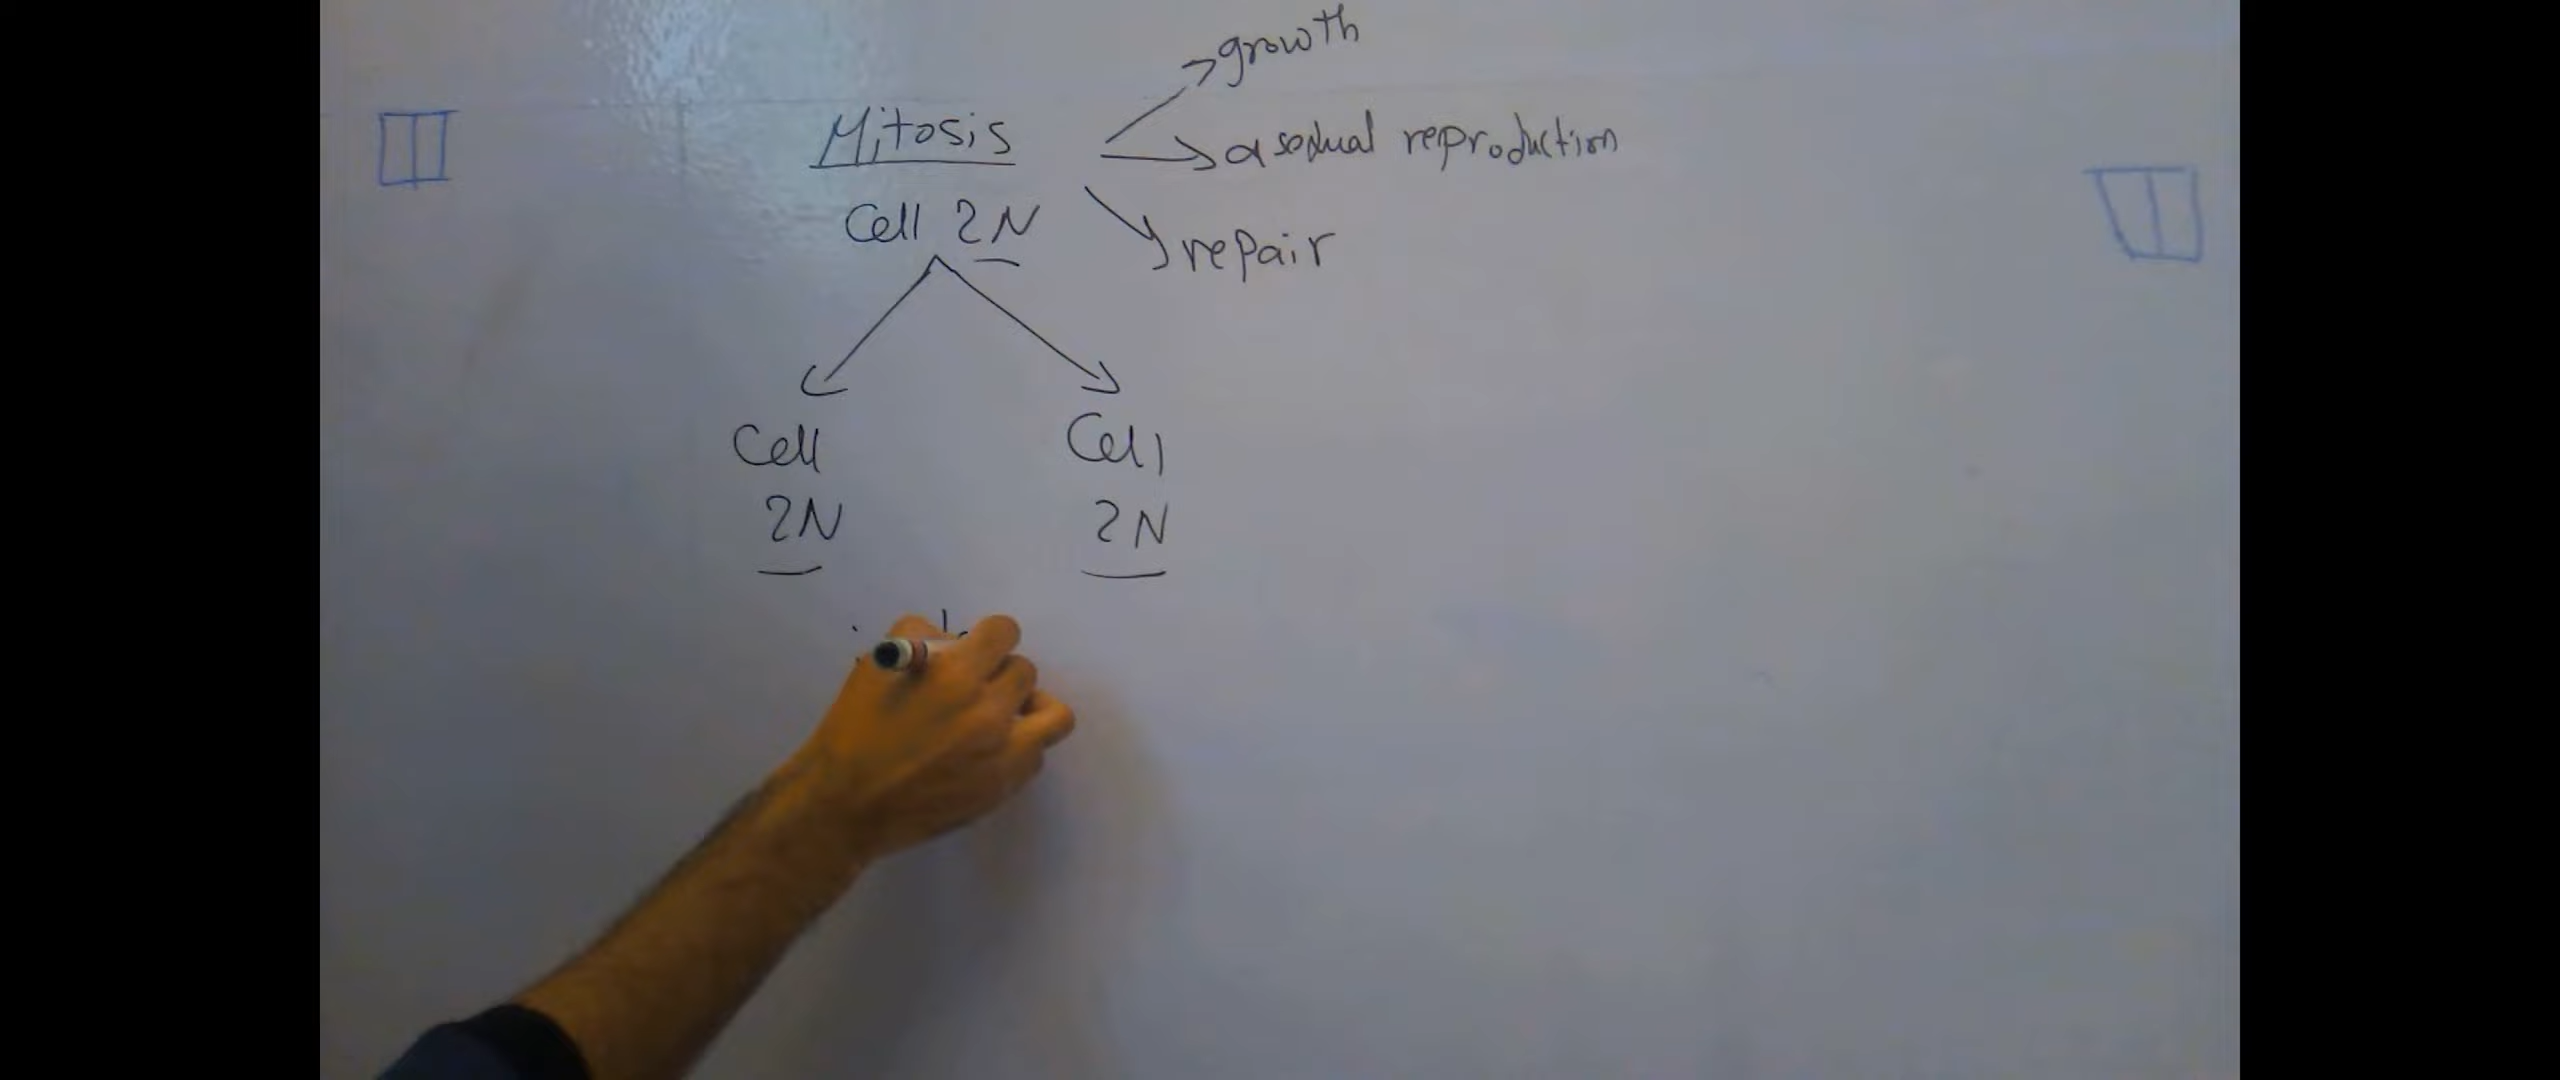 growth
Mitosis
asexual reproduction
Cell 2N
repair
Cell Cell
2N 2N